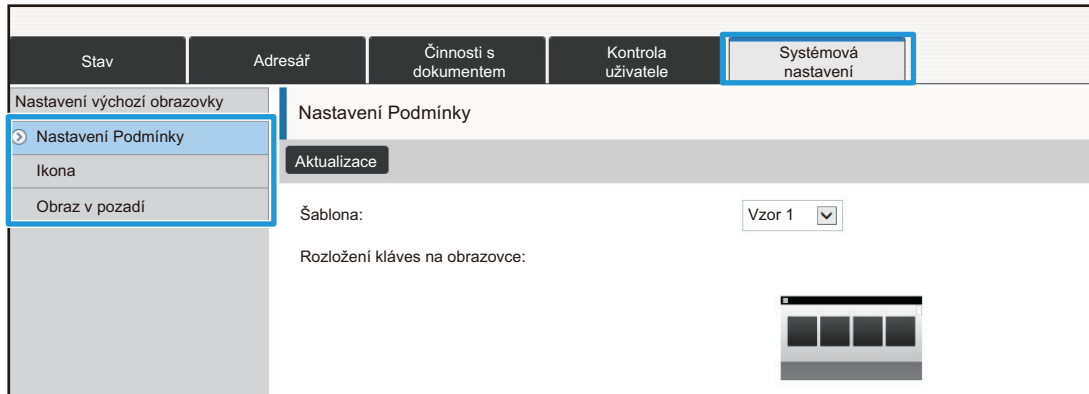 Stav
Adresář
Činnosti s
dokumentem
Kontrola
uživatele
Systémová
nastavení
Nastavení výchozí obrazovky
Nastavení Podmínky
Ikona
Obraz v pozadí
Nastavení Podmínky
Aktualizace
Šablona:
Vzor 1
Rozložení kláves na obrazovce: